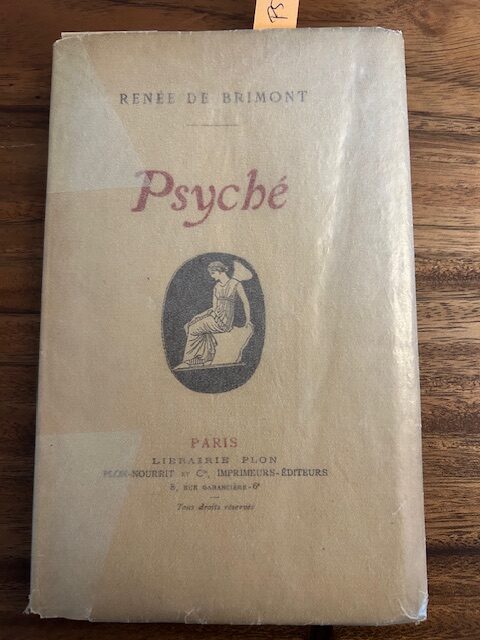 RENÉE DE BRIMONT
Psyché
PARIS
LIBRAIRIE PLON
PLON-NOURRIT ET Cie, IMPRIMEURS-ÉDITEURS
8, RUE GARANCIÈRE-6e
Tous droits réservés